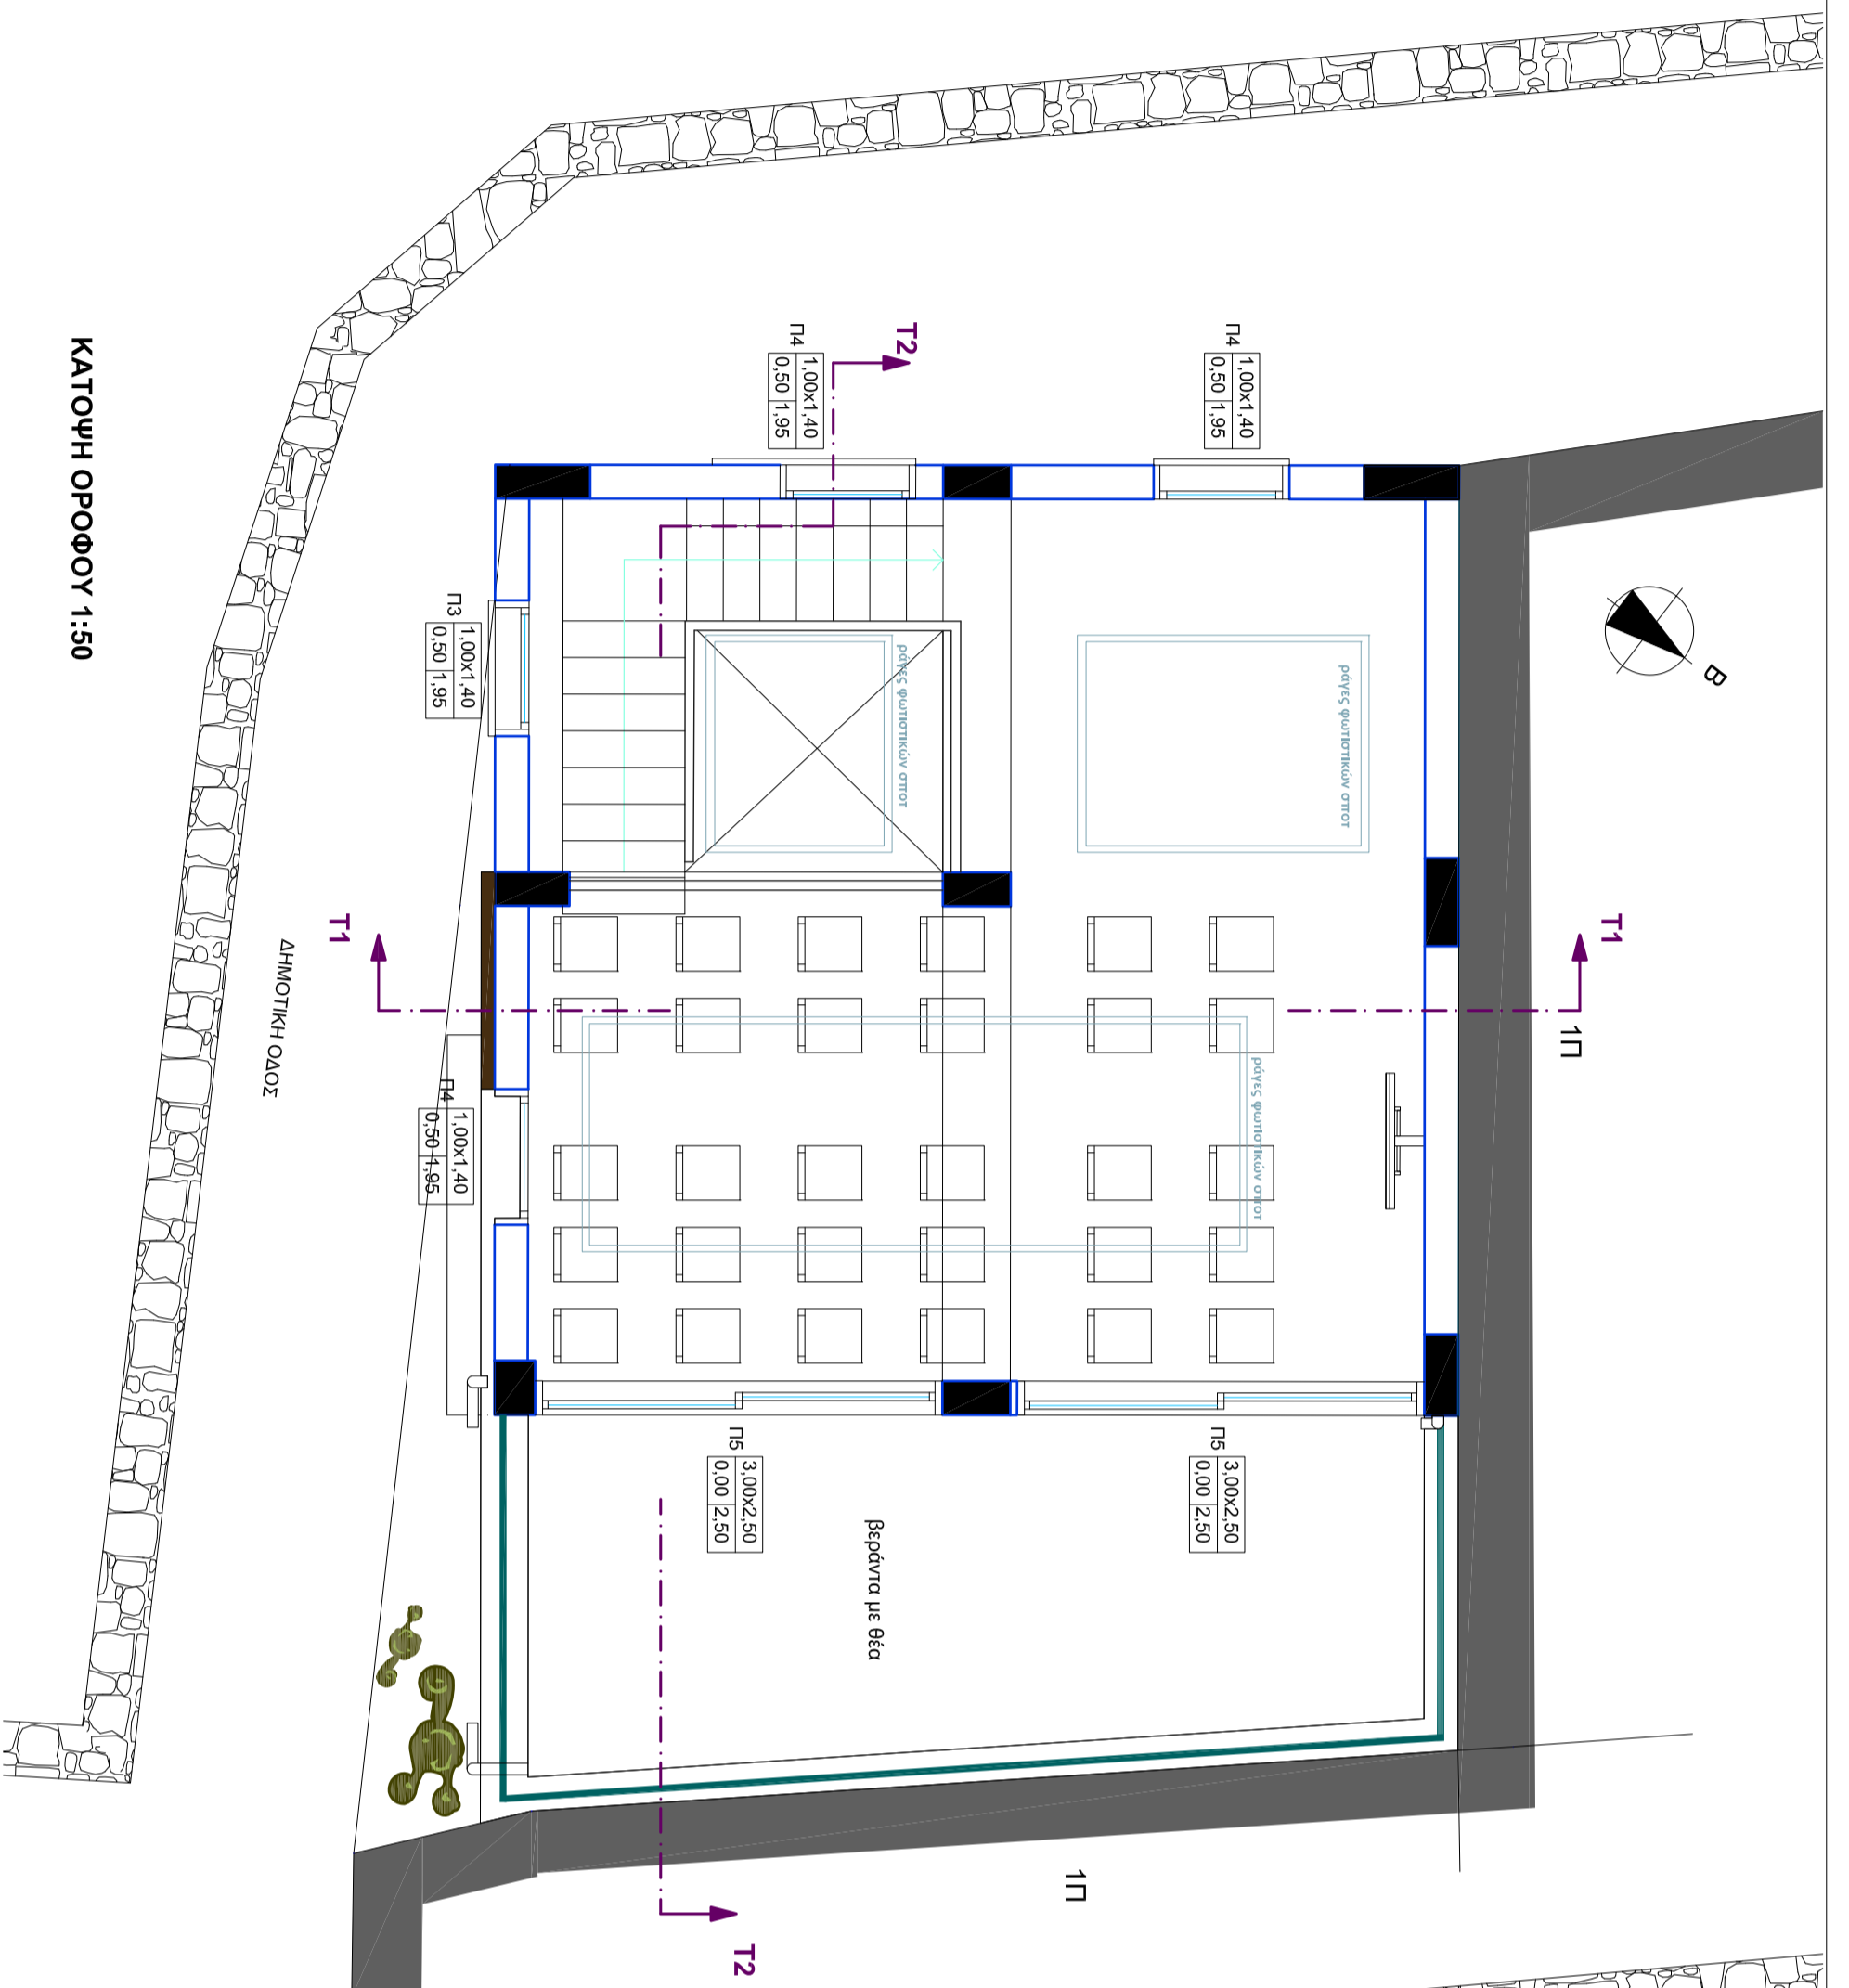 ΚΑΤΟΨΗ ΟΡΟΦΟΥ 1:50
ΔΗΜΟΤΙΚΗ ΟΔΟΣ
Τ2
Π4
1,00x1,40
0,50 1,95
Π4
1,00x1,40
0,50 1,95
Π3
1,00x1,40
0,50 1,95
Β
ράγες φωτιστικών σποτ
ράγες φωτιστικών σποτ
Τ1
Τ1
1Π
Π4
1,00x1,40
0,50 1,95
ράγες φωτιστικών σποτ
Π5
3,00x2,50
0,00 2,50
Π5
3,00x2,50
0,00 2,50
βεράντα με θέα
1Π
Τ2